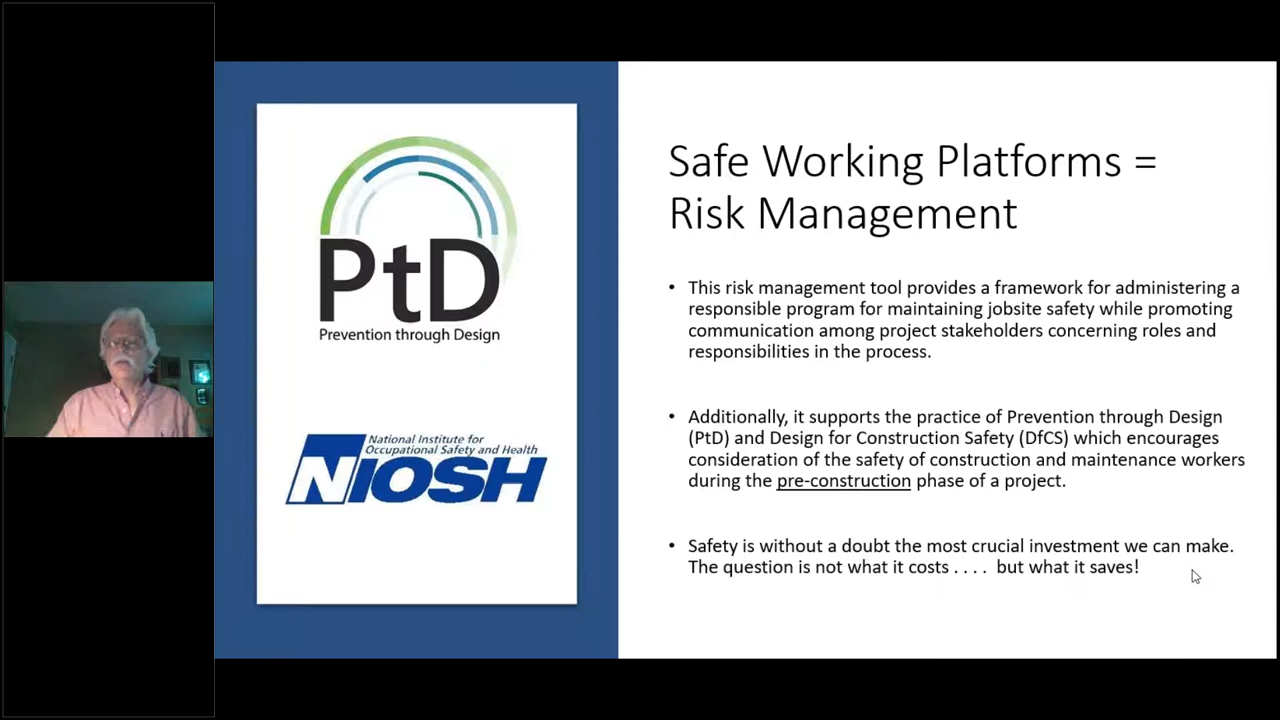 PtD
Prevention through Design
National Institute for
Occupational Safety and Health
NIOSH
Safe Working Platforms =
Risk Management
• This risk management tool provides a framework for administering a
responsible program for maintaining jobsite safety while promoting
communication among project stakeholders concerning roles and
responsibilities in the process.
• Additionally, it supports the practice of Prevention through Design
(PtD) and Design for Construction Safety (DfCS) which encourages
consideration of the safety of construction and maintenance workers
during the pre-construction phase of a project.
• Safety is without a doubt the most crucial investment we can make.
The question is not what it costs . . . . but what it saves!